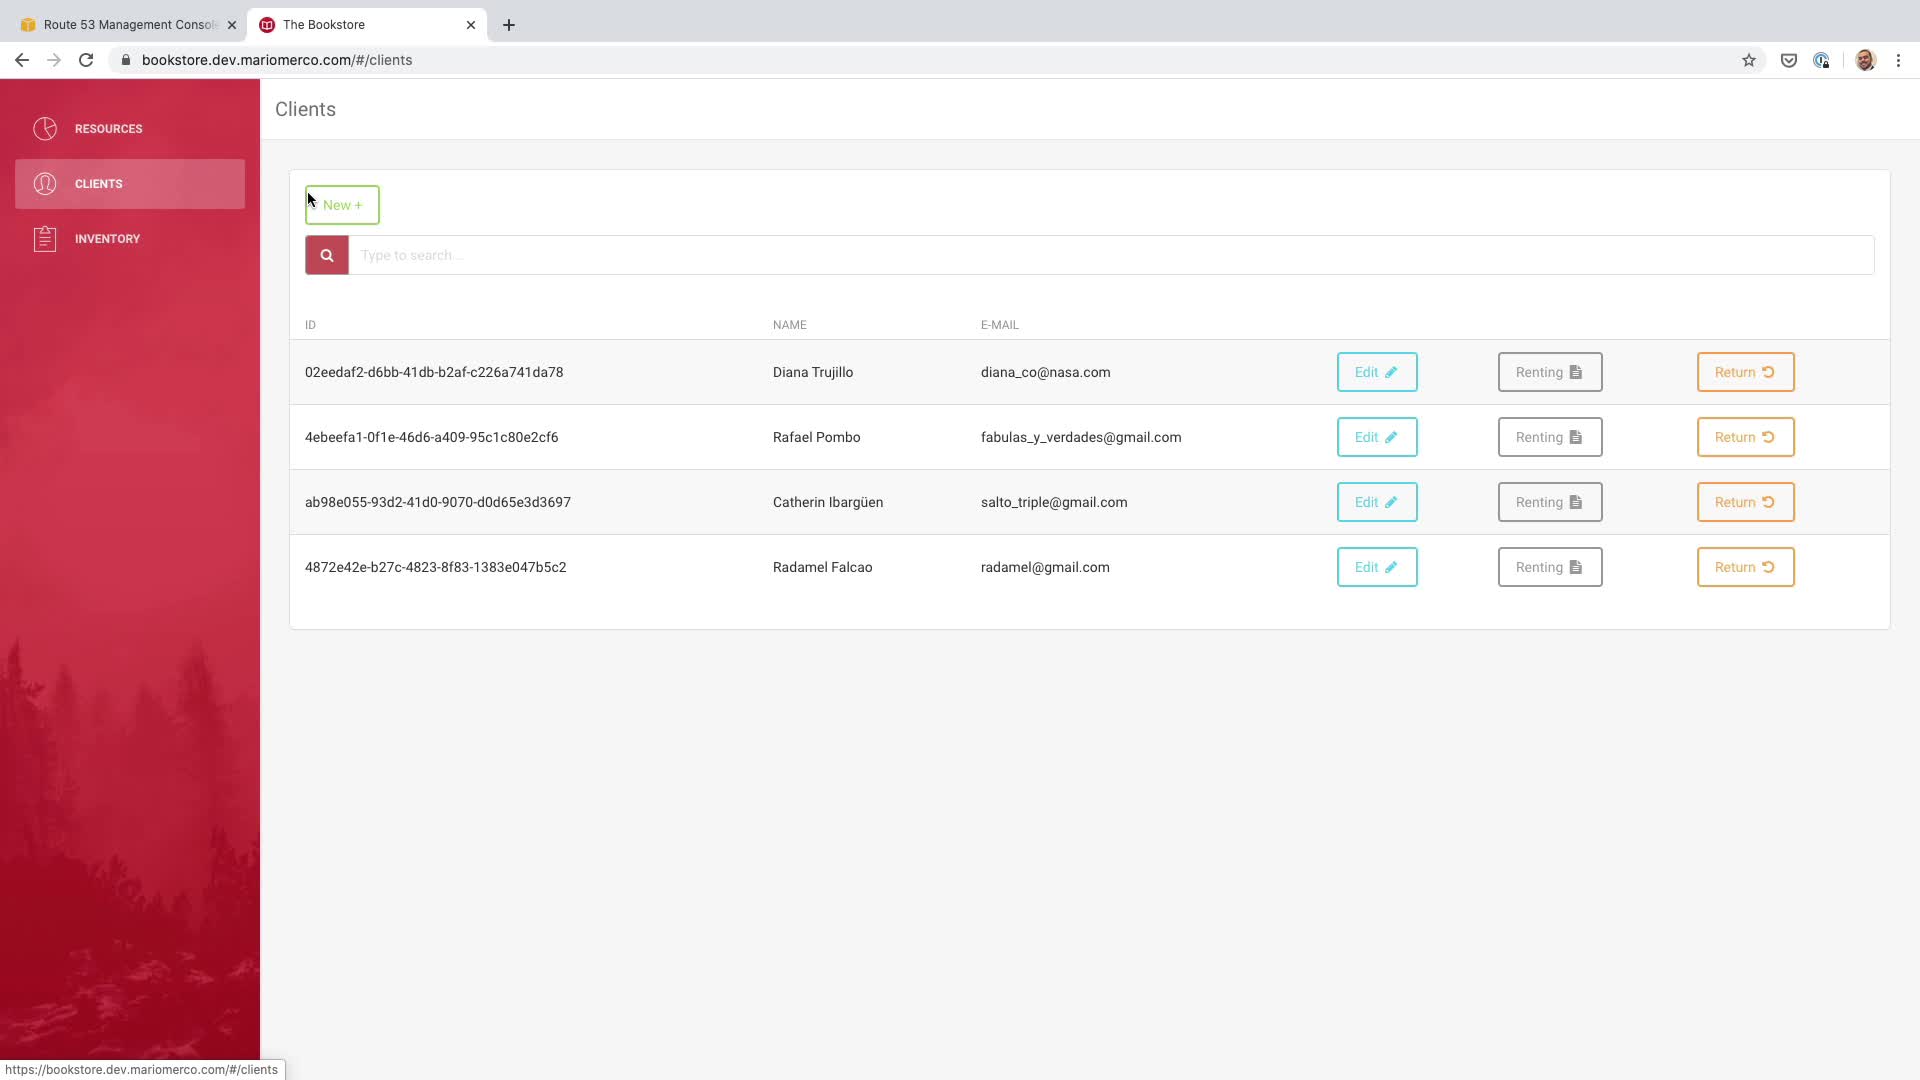 Route 53 Management Consol
The Bookstore
bookstore.dev.mariomerco.com/#/clients
RESOURCES
CLIENTS
INVENTORY
Clients
New +
Type to search...
ID NAME E-MAIL
02eedaf2-d6bb-41db-b2af-c226a741da78 Diana Trujillo diana_co@nasa.com Edit Renting Return
4ebeefa1-0f1e-46d6-a409-95c1c80e2cf6 Rafael Pombo fabulas_y_verdades@gmail.com Edit Renting Return
ab98e055-93d2-41d0-9070-d0d65e3d3697 Catherin Ibargüen salto_triple@gmail.com Edit Renting Return
4872e42e-b27c-4823-8f83-1383e047b5c2 Radamel Falcao radamel@gmail.com Edit Renting Return
https://bookstore.dev.mariomerco.com/#/clients